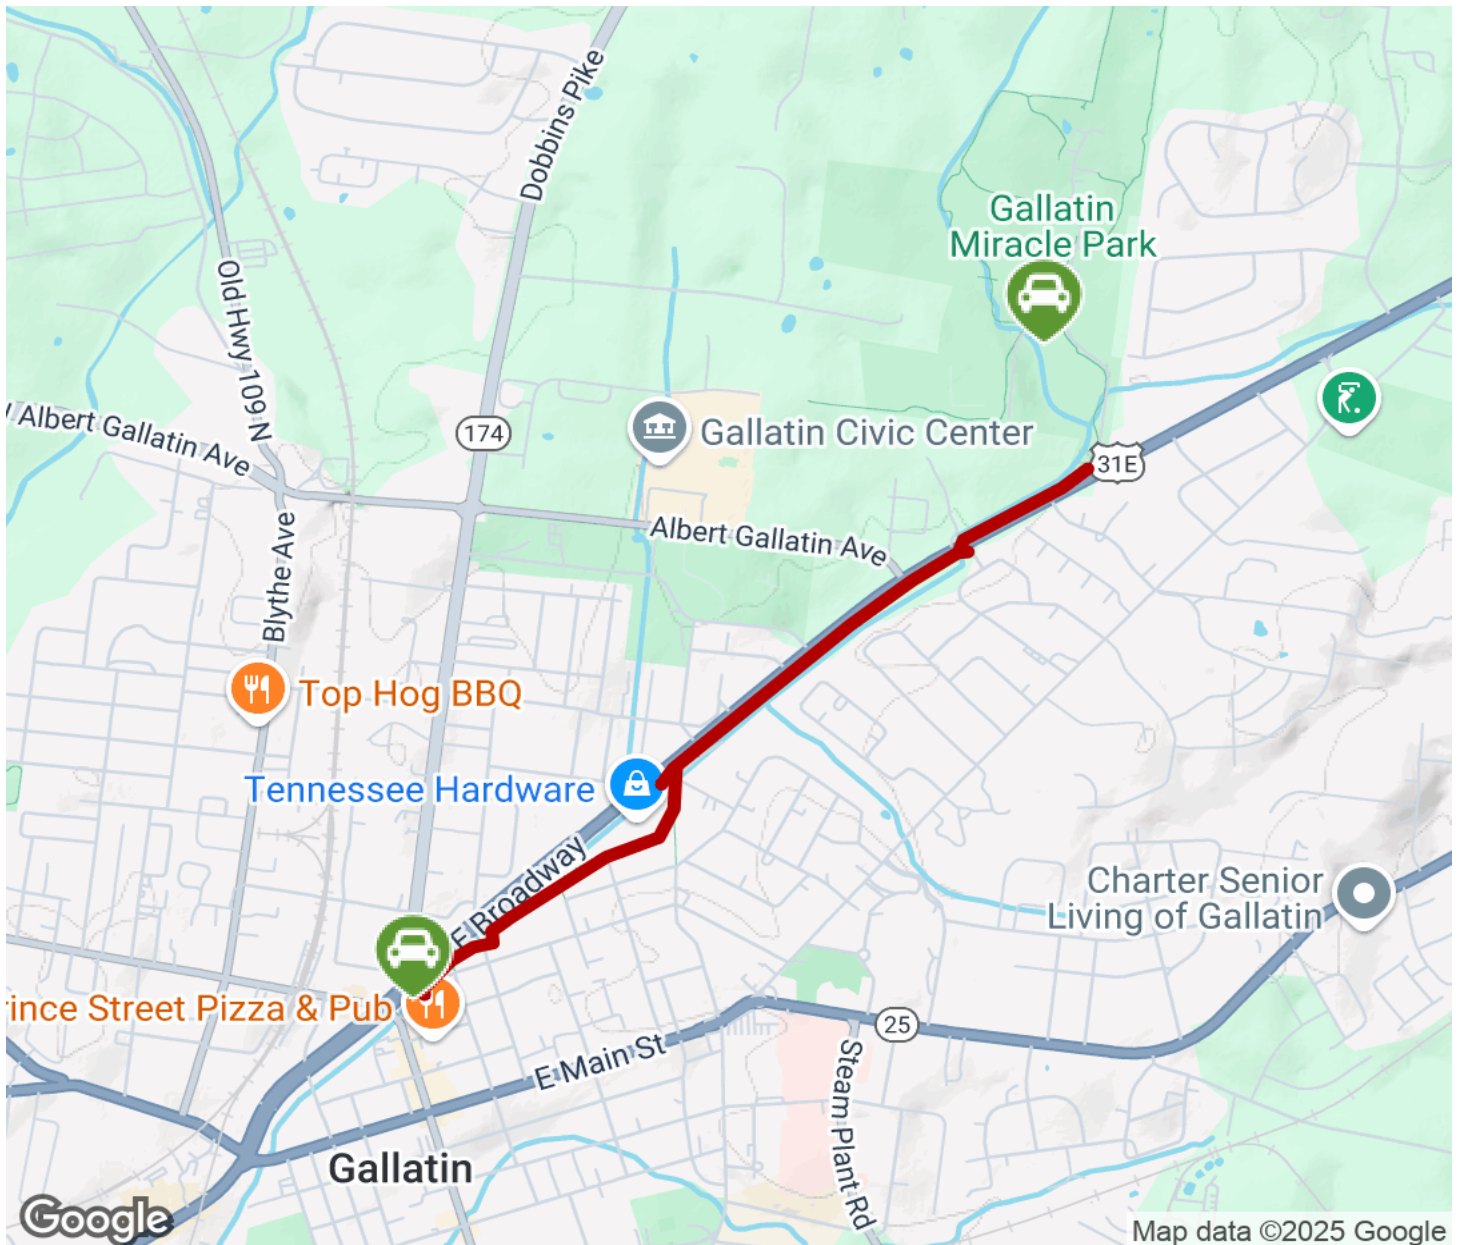 Dobbins Pike
Gallatin
Miracle Park
Old Hwy 109 N
Albert Gallatin Ave
174
Gallatin Civic Center
31E
Albert Gallatin Ave
Blythe Ave
Top Hog BBQ
Tennessee Hardware
E Broadway
Charter Senior
Living of Gallatin
rince Street Pizza & Pub
25
E Main St
Steam Plant Rd
Gallatin
Google
Map data ©2025 Google